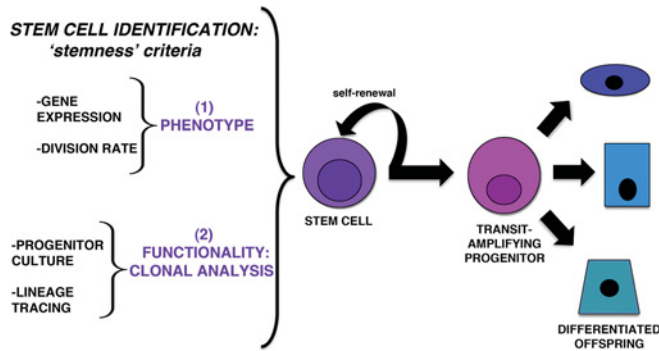 STEM CELL IDENTIFICATION:
'stemness' criteria
-GENE
EXPRESSION
-DIVISION RATE
(1)
PHENOTYPE
-PROGENITOR
CULTURE
-LINEAGE
TRACING
(2)
FUNCTIONALITY:
CLONAL ANALYSIS
self-renewal
STEM CELL
TRANSIT-
AMPLIFYING
PROGENITOR
DIFFERENTIATED
OFFSPRING